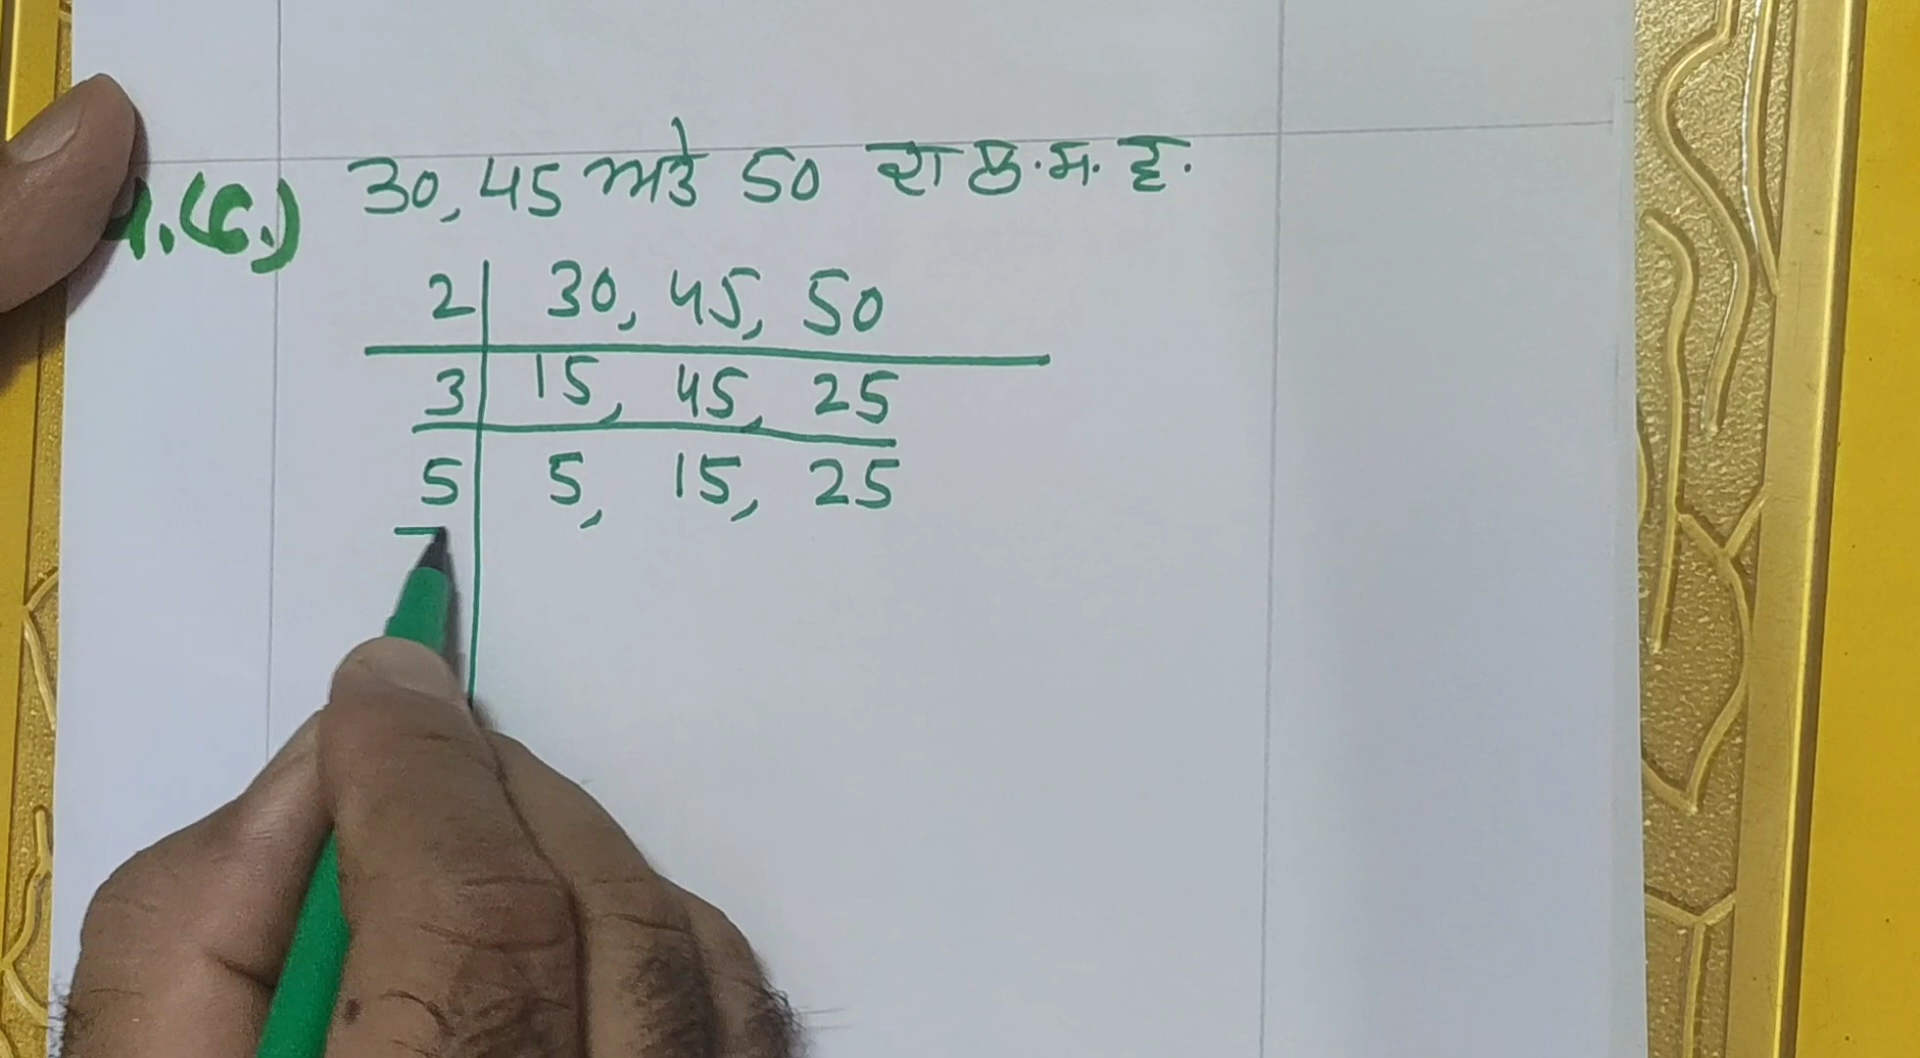 (c.) 30, 45 ਅਤੇ 50 ਦਾ ਲ.ਸ.ਵ.
2 | 30, 45, 50
3 | 15, 45, 25
5 | 5, 15, 25